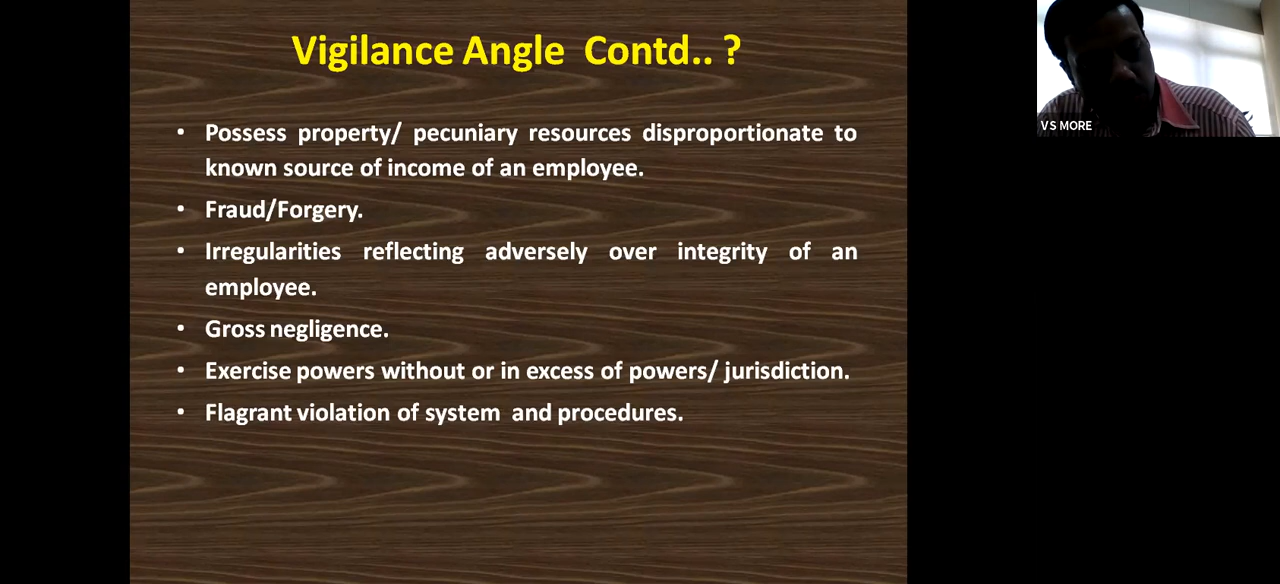 Vigilance Angle Contd.. ?
• Possess property/ pecuniary resources disproportionate to
known source of income of an employee.
• Fraud/Forgery.
• Irregularities reflecting adversely over integrity of an
employee.
• Gross negligence.
• Exercise powers without or in excess of powers/ jurisdiction.
• Flagrant violation of system and procedures.
V S MORE